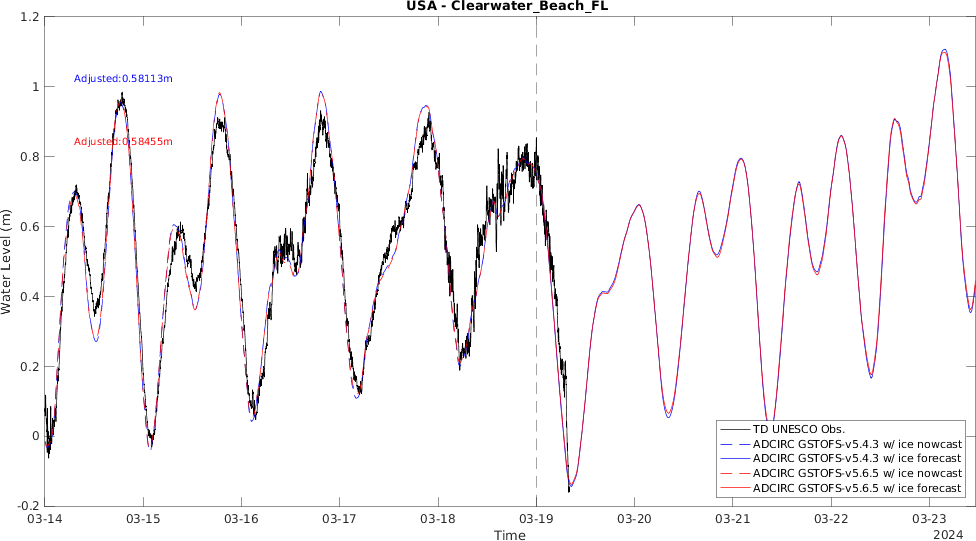 USA - Clearwater_Beach_FL
1.2
1
0.8
0.6
0.4
0.2
0
-0.2
Water Level (m)
Adjusted:0.58113m
Adjusted:0.58455m
TD UNESCO Obs.
ADCIRC GSTOFS-v5.4.3 w/ ice nowcast
ADCIRC GSTOFS-v5.4.3 w/ ice forecast
ADCIRC GSTOFS-v5.6.5 w/ ice nowcast
ADCIRC GSTOFS-v5.6.5 w/ ice forecast
03-14 03-15 03-16 03-17 03-18 03-19 03-20 03-21 03-22 03-23
Time
2024